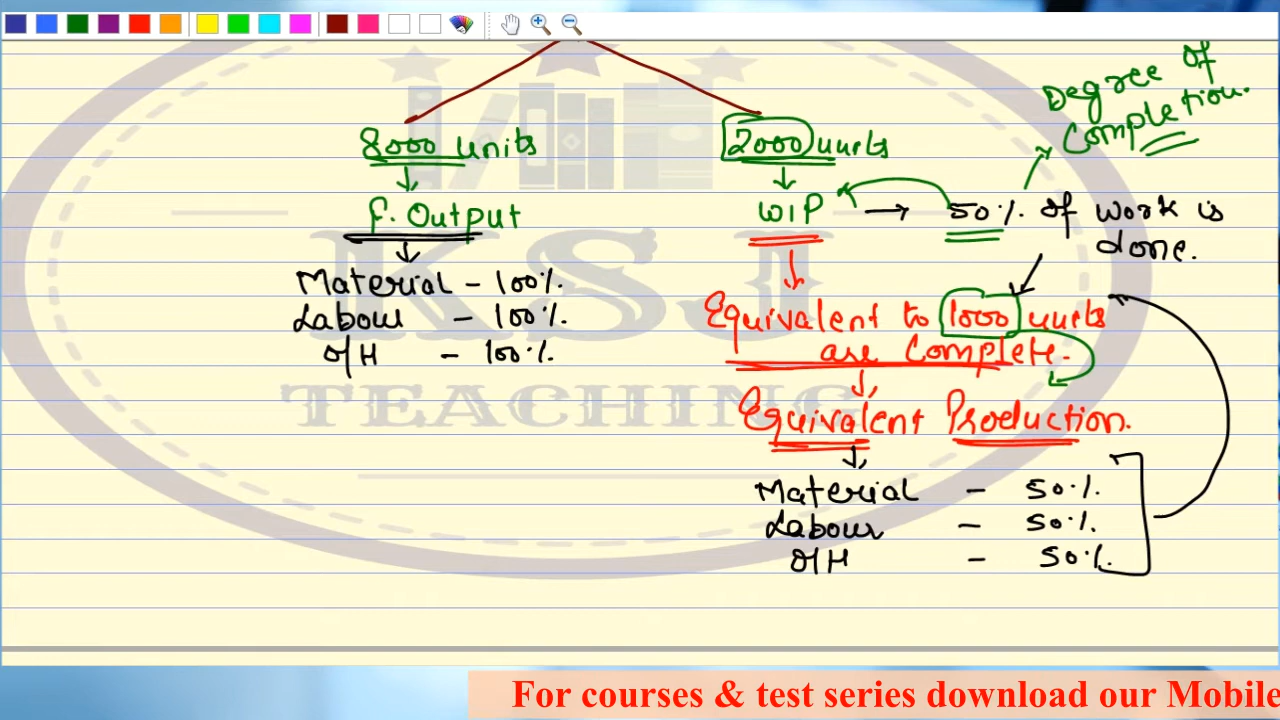 Degree of
Completion.
8000 units
2000 units
F. Output
WIP → 50% of work is
done.
Material - 100%
Labour - 100%
O/H - 100%
Equivalent to 1000 units
are Complete.
Equivalent Production.
Material - 50%.
Labour - 50%.
O/H - 50%.
KSJ
TEACHING
For courses & test series download our Mobile